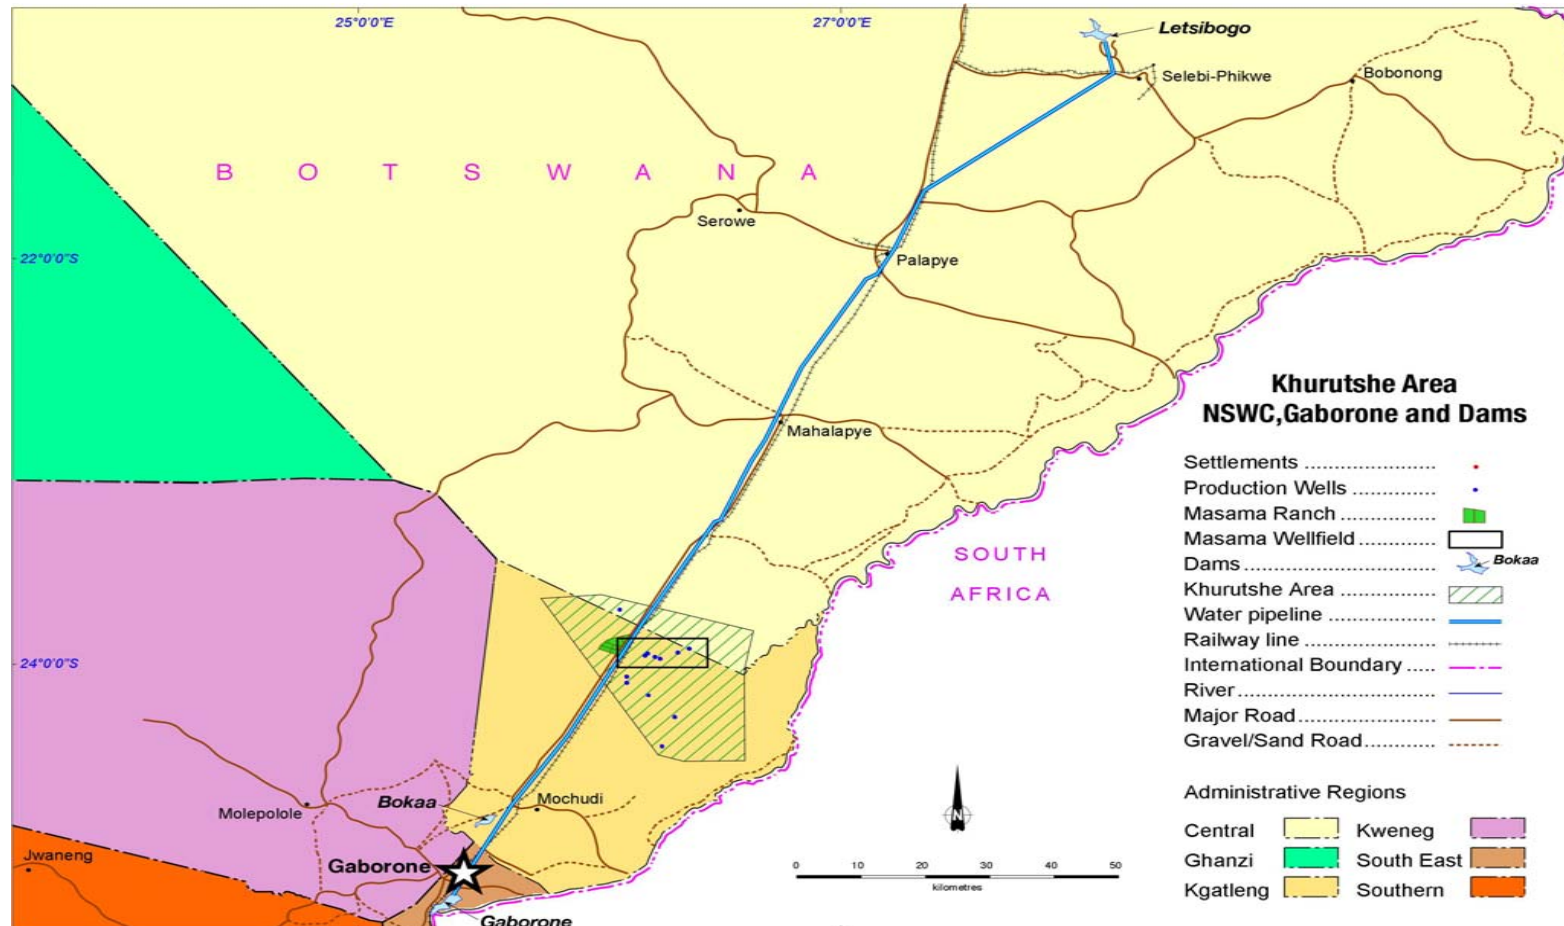 25°0'0"E
27°0'0"E
Letsibogo
Selebi-Phikwe
Bobonong
B O T S W A N A
Serowe
22°0'0"S
Palapye
Mahalapye
SOUTH
AFRICA
24°0'0"S
Bokaa
Mochudi
Molepolole
Jwaneng
Gaborone
Gaborone
N
0 10 20 30 40 50
kilometres
Khurutshe Area
NSWC,Gaborone and Dams
Settlements ......................
Production Wells .............
Masama Ranch ...............
Masama Wellfield ............
Dams............................... Bokaa
Khurutshe Area ...............
Water pipeline .................
Railway line ....................
International Boundary .....
River................................
Major Road......................
Gravel/Sand Road...........
Administrative Regions
Central Kweneg
Ghanzi South East
Kgatleng Southern